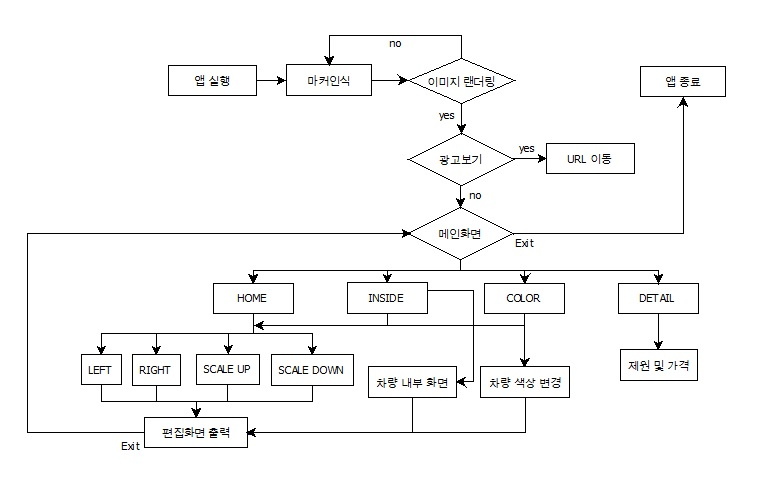 no
앱 실행
마커인식
이미지 랜더링
앱 종료
yes
광고보기
yes
URL 이동
no
메인화면
Exit
HOME
INSIDE
COLOR
DETAIL
LEFT
RIGHT
SCALE UP
SCALE DOWN
차량 내부 화면
차량 색상 변경
제원 및 가격
편집화면 출력
Exit